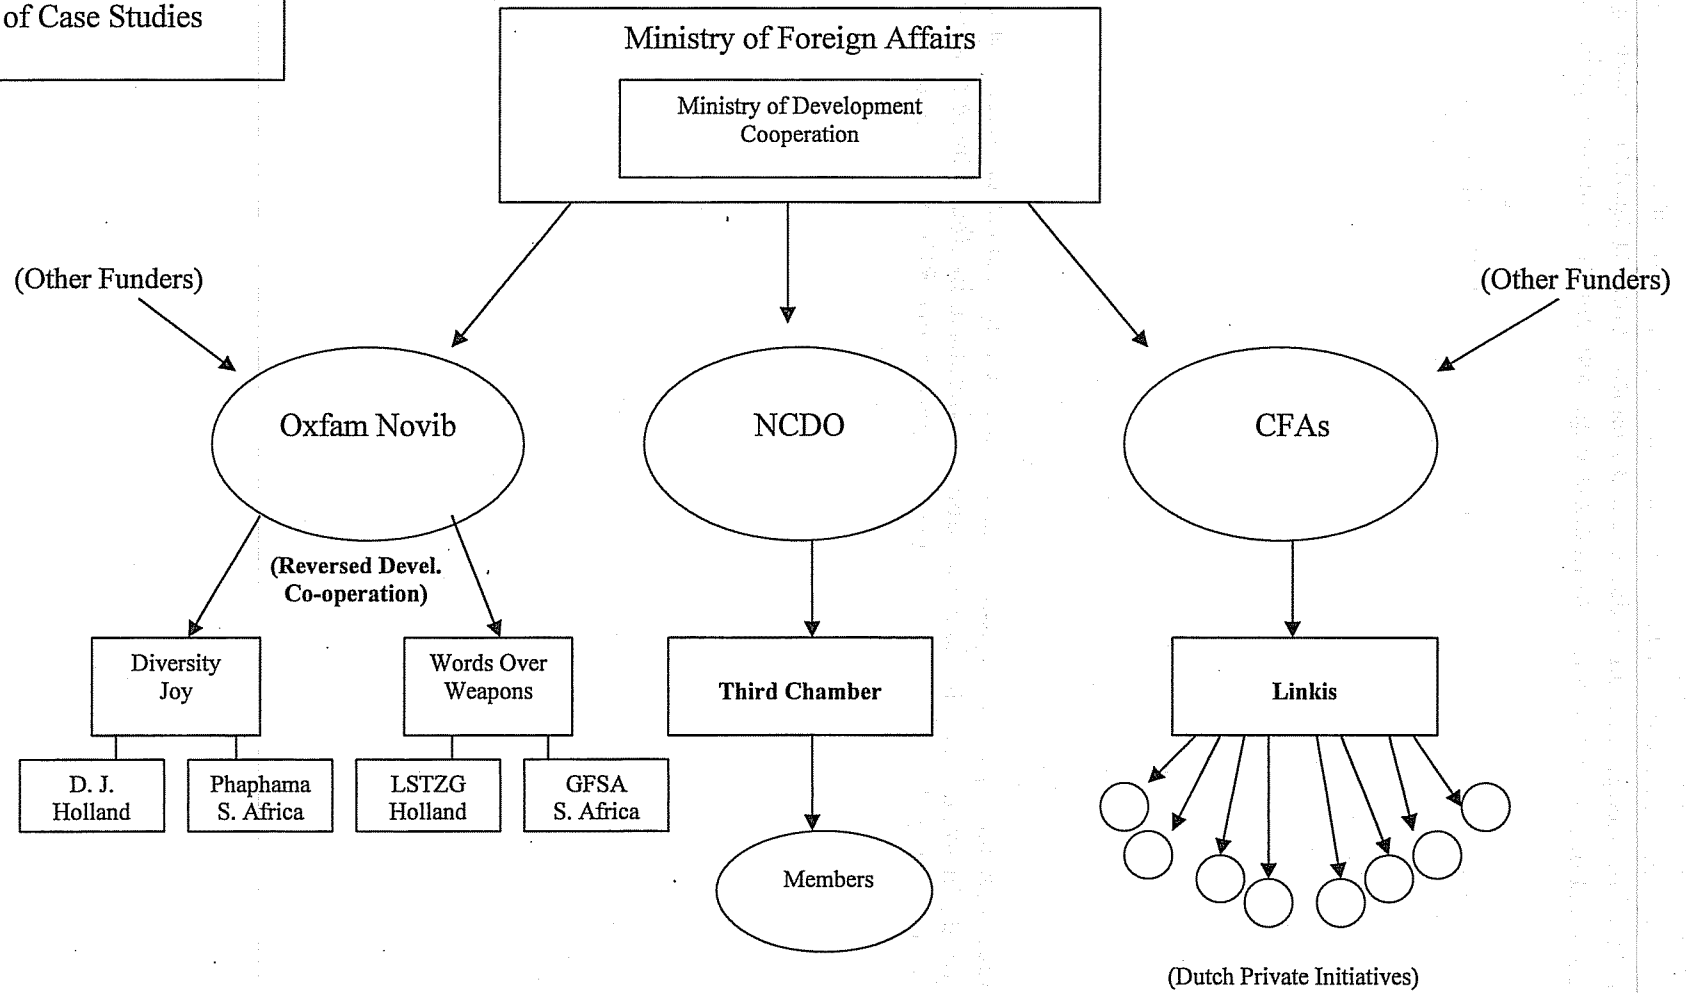 of Case Studies
Ministry of Foreign Affairs
Ministry of Development
Cooperation
(Other Funders)
(Other Funders)
Oxfam Novib
NCDO
CFAs
(Reversed Devel.
Co-operation)
Diversity
Joy
Words Over
Weapons
Third Chamber
Linkis
D. J.
Holland
Phaphama
S. Africa
LSTZG
Holland
GFSA
S. Africa
Members
(Dutch Private Initiatives)